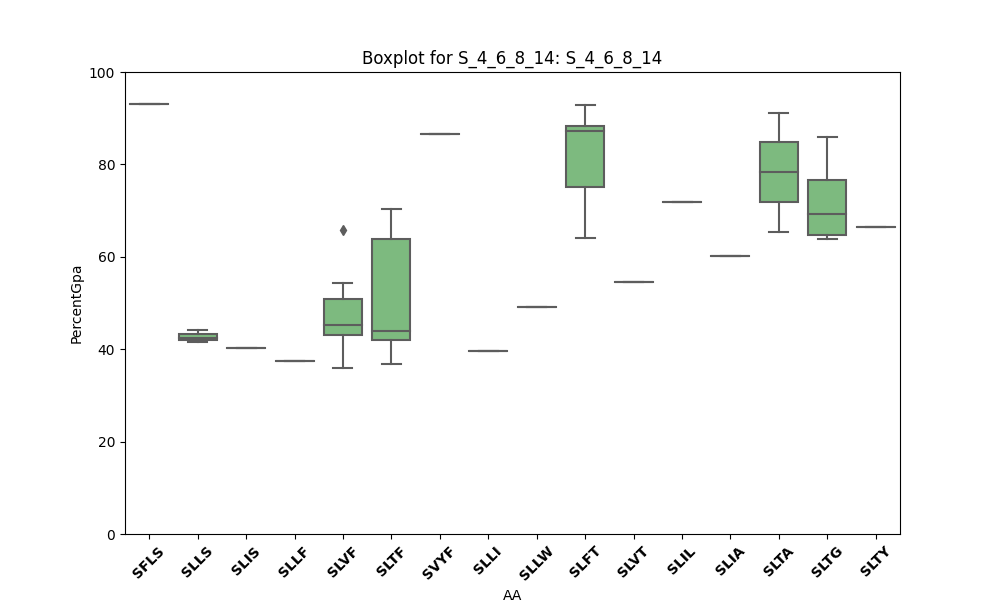 Boxplot for S_4_6_8_14: S_4_6_8_14
100
80
60
40
20
0
PercentGpa
SFLS SLLS SLIS SLLF SLVF SLTF SVYF SLLI SLLW SLFT SLVT SLIL SLIA SLTA SLTG SLTY
AA